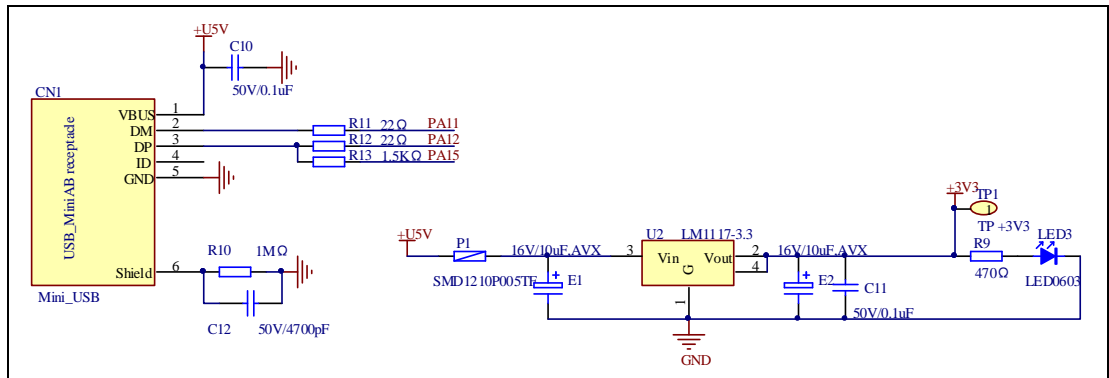 +U5V
C10
50V/0.1uF
CN1
USB_MiniAB receptacle
VBUS 1
DM 2
DP 3
ID 4
GND 5
Shield 6
Mini_USB
R11 22Ω PA11
R12 22Ω PA12
R13 1.5KΩ PA15
R10 1MΩ
C12 50V/4700pF
+U5V
P1
SMD1210P005TF
16V/10uF,AVX
E1
U2 LM1117-3.3
3 Vin Vout 2
4
G
1
GND
16V/10uF,AVX
E2
C11
50V/0.1uF
+3V3
TP1
1
TP +3V3
R9
470Ω
LED3
LED0603